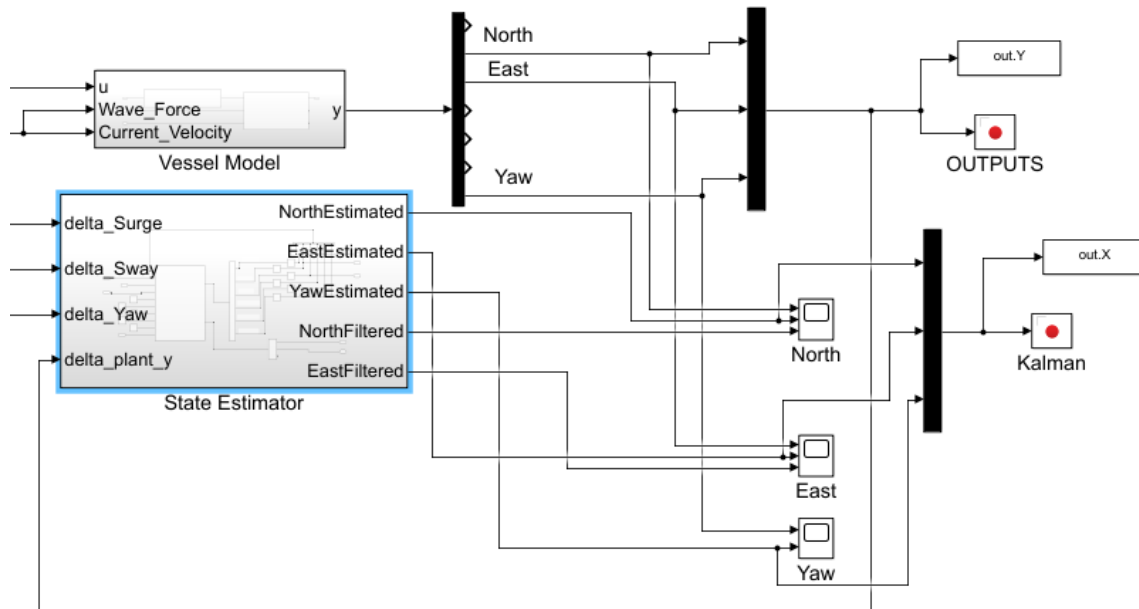 North
East
Yaw
u
Wave_Force
Current_Velocity
y
Vessel Model
out.Y
OUTPUTS
delta_Surge
delta_Sway
delta_Yaw
delta_plant_y
NorthEstimated
EastEstimated
YawEstimated
NorthFiltered
EastFiltered
State Estimator
out.X
Kalman
North
East
Yaw